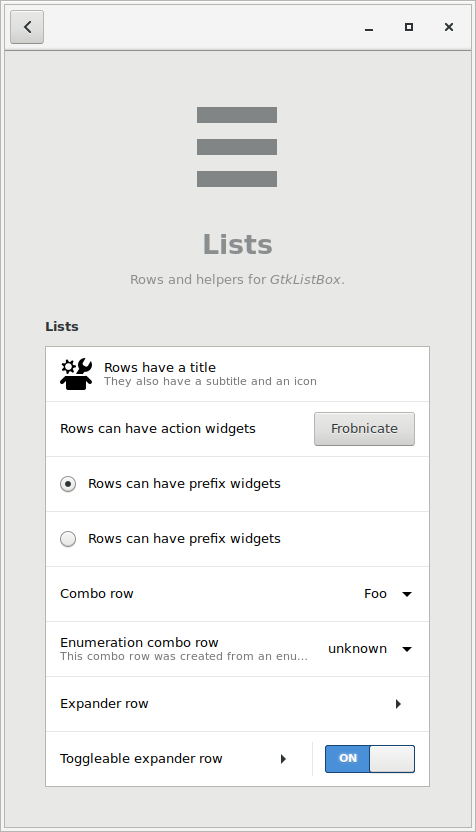 Lists
Rows and helpers for GtkListBox.
Lists
Rows have a title
They also have a subtitle and an icon
Rows can have action widgets
Frobnicate
Rows can have prefix widgets
Rows can have prefix widgets
Combo row
Foo
Enumeration combo row
This combo row was created from an enu...
unknown
Expander row
Toggleable expander row
ON